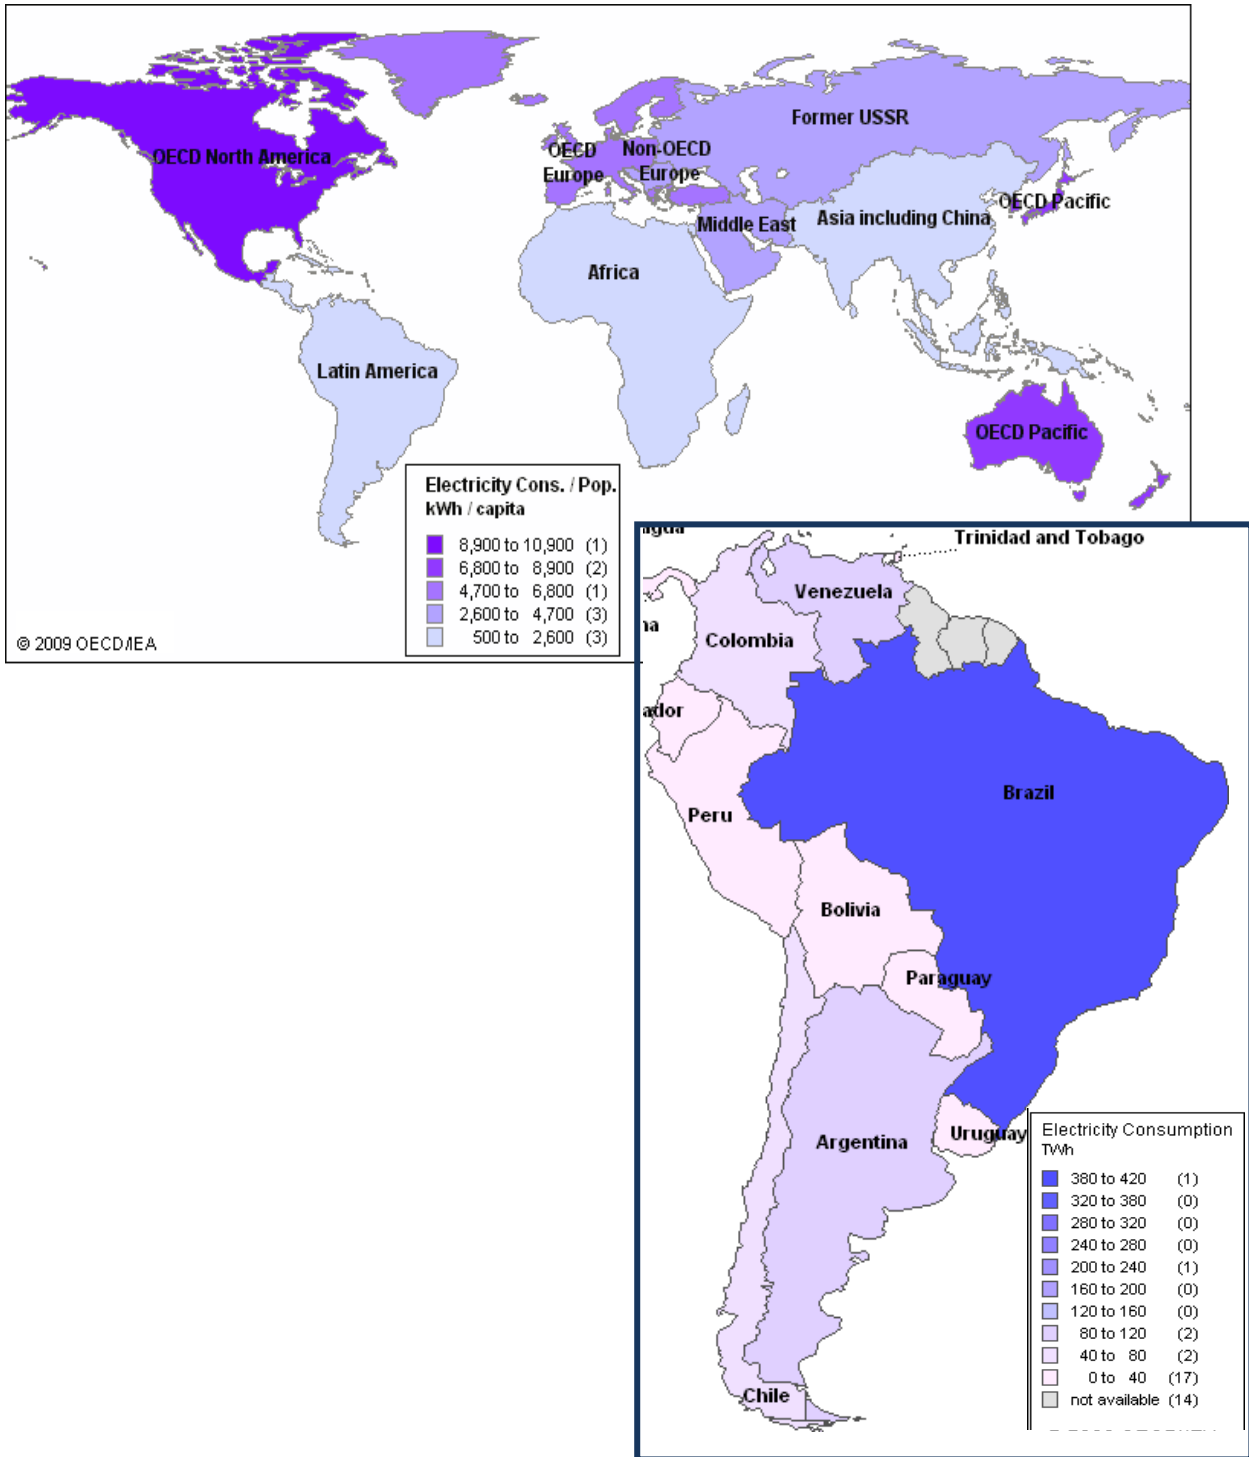 Former USSR
OECD North America
OECD
Europe
Non-OECD
Europe
OECD Pacific
Middle East
Asia including China
Africa
Latin America
OECD Pacific
Electricity Cons. / Pop.
kWh / capita
8,900 to 10,900 (1)
6,800 to 8,900 (2)
4,700 to 6,800 (1)
2,600 to 4,700 (3)
500 to 2,600 (3)
© 2009 OECD/IEA
agua
Trinidad and Tobago
Venezuela
na
Colombia
ador
Brazil
Peru
Bolivia
Paraguay
Uruguay
Argentina
Chile
Electricity Consumption
TWh
380 to 420 (1)
320 to 380 (0)
280 to 320 (0)
240 to 280 (0)
200 to 240 (1)
160 to 200 (0)
120 to 160 (0)
80 to 120 (2)
40 to 80 (2)
0 to 40 (17)
not available (14)